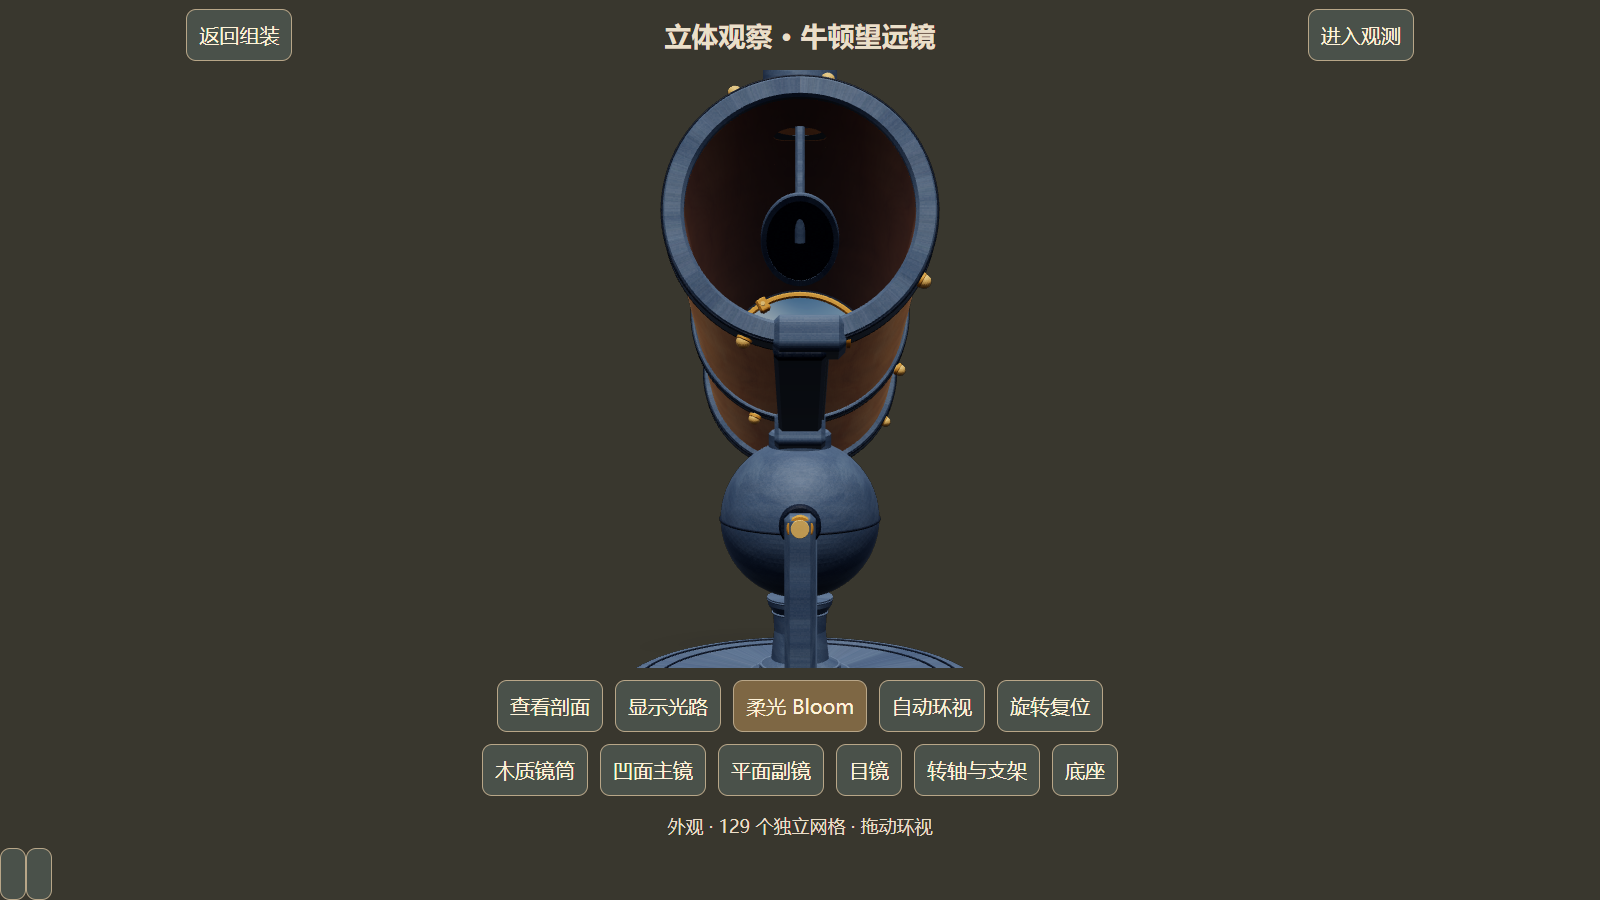 返回组装
立体观察·牛顿望远镜
进入观测
查看剖面
显示光路
柔光 Bloom
自动环视
旋转复位
木质镜筒
凹面主镜
平面副镜
目镜
转轴与支架
底座
外观 · 129 个独立网格 · 拖动环视